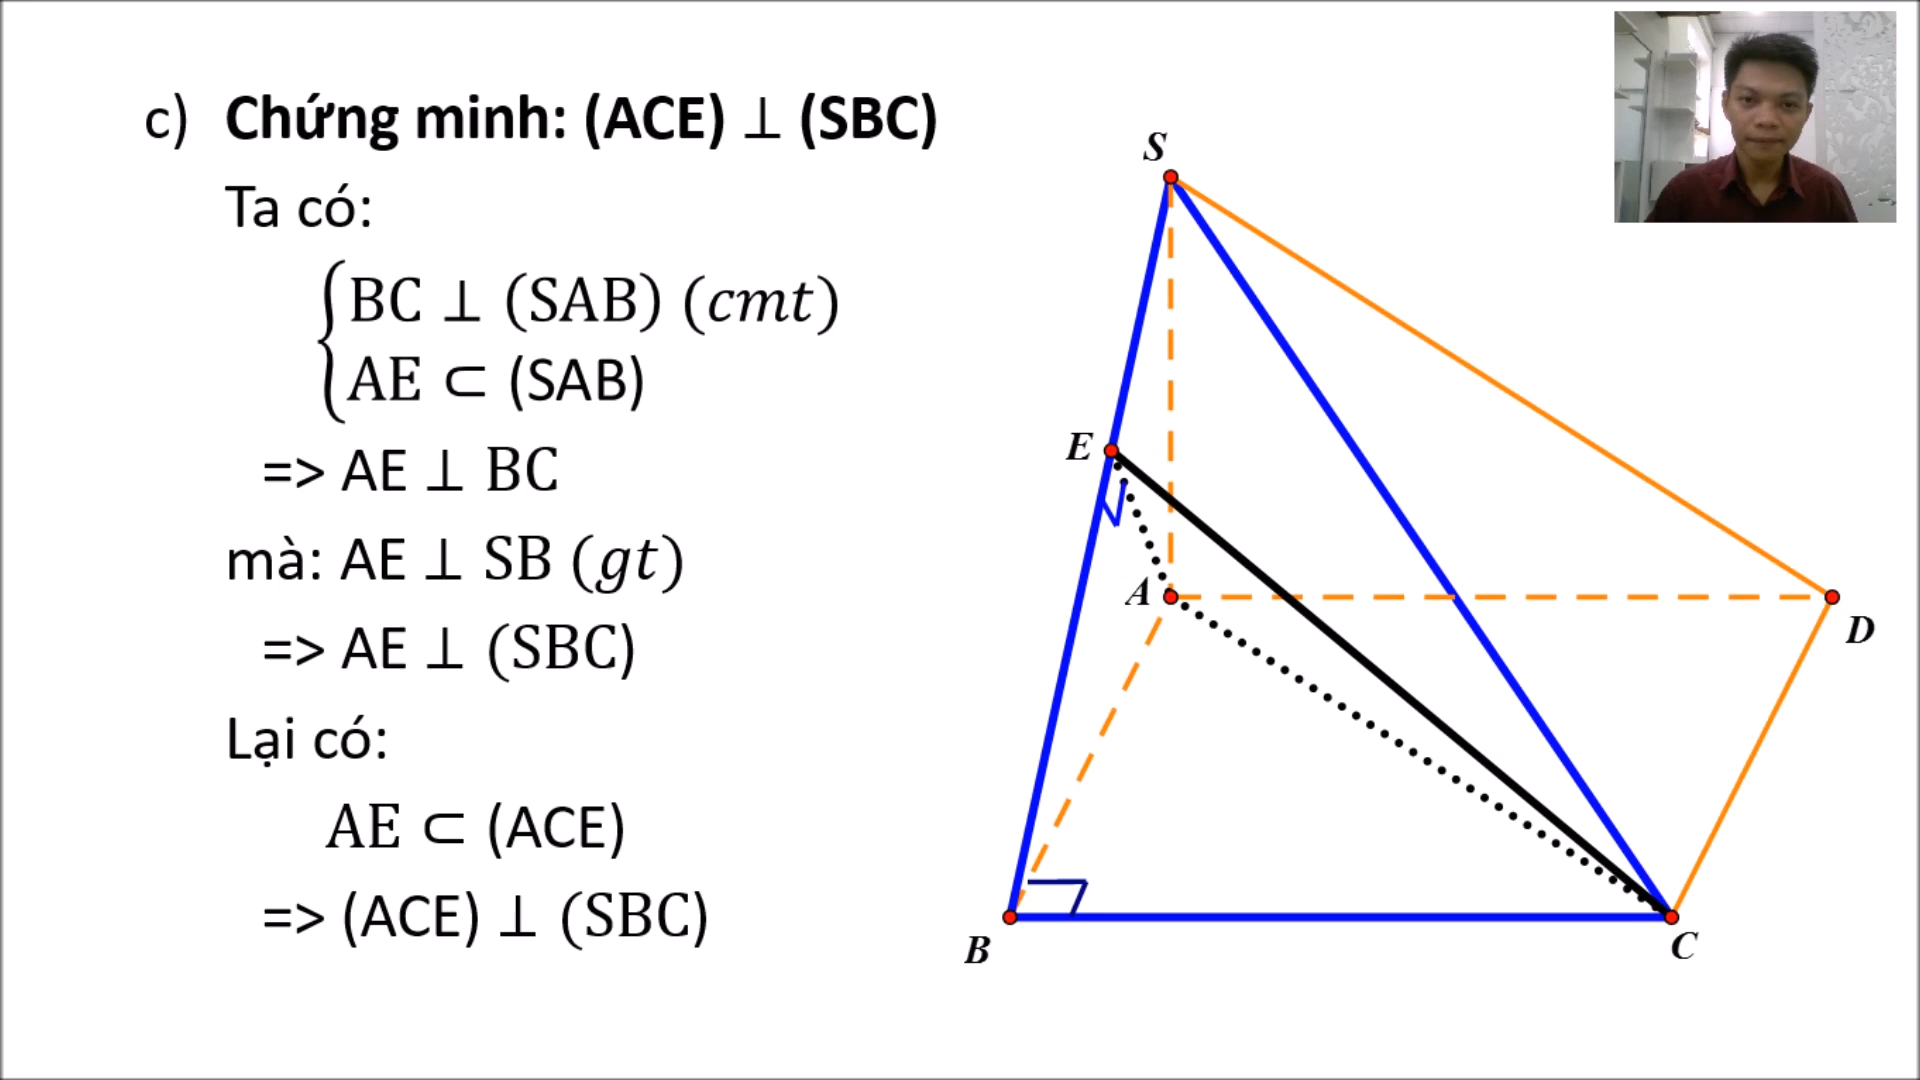 c) Chứng minh: (ACE) ⊥ (SBC)
Ta có:
BC ⊥ (SAB) (cmt)
AE ⊂ (SAB)
=> AE ⊥ BC
mà: AE ⊥ SB (gt)
=> AE ⊥ (SBC)
Lại có:
AE ⊂ (ACE)
=> (ACE) ⊥ (SBC)
S
E
A
D
B
C